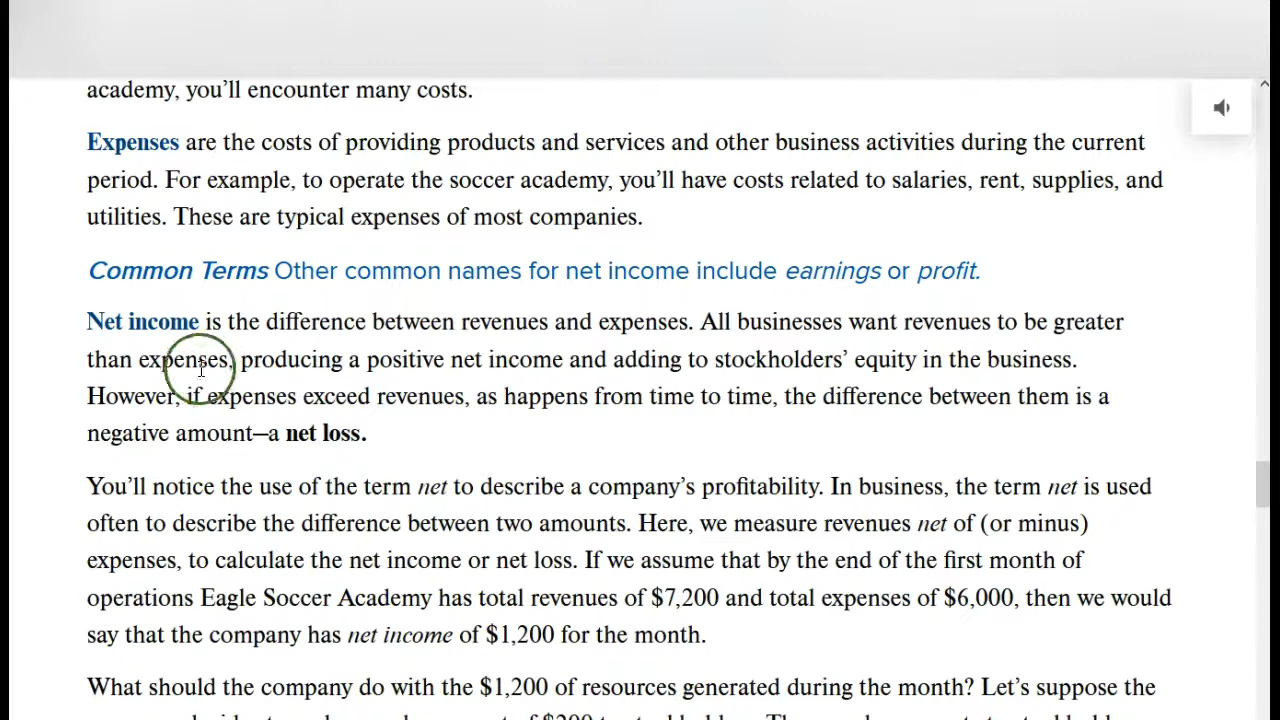 academy, you’ll encounter many costs.
Expenses are the costs of providing products and services and other business activities during the current
period. For example, to operate the soccer academy, you’ll have costs related to salaries, rent, supplies, and
utilities. These are typical expenses of most companies.
Common Terms Other common names for net income include earnings or profit.
Net income is the difference between revenues and expenses. All businesses want revenues to be greater
than expenses, producing a positive net income and adding to stockholders’ equity in the business.
However, if expenses exceed revenues, as happens from time to time, the difference between them is a
negative amount—a net loss.
You’ll notice the use of the term net to describe a company’s profitability. In business, the term net is used
often to describe the difference between two amounts. Here, we measure revenues net of (or minus)
expenses, to calculate the net income or net loss. If we assume that by the end of the first month of
operations Eagle Soccer Academy has total revenues of $7,200 and total expenses of $6,000, then we would
say that the company has net income of $1,200 for the month.
What should the company do with the $1,200 of resources generated during the month? Let’s suppose the